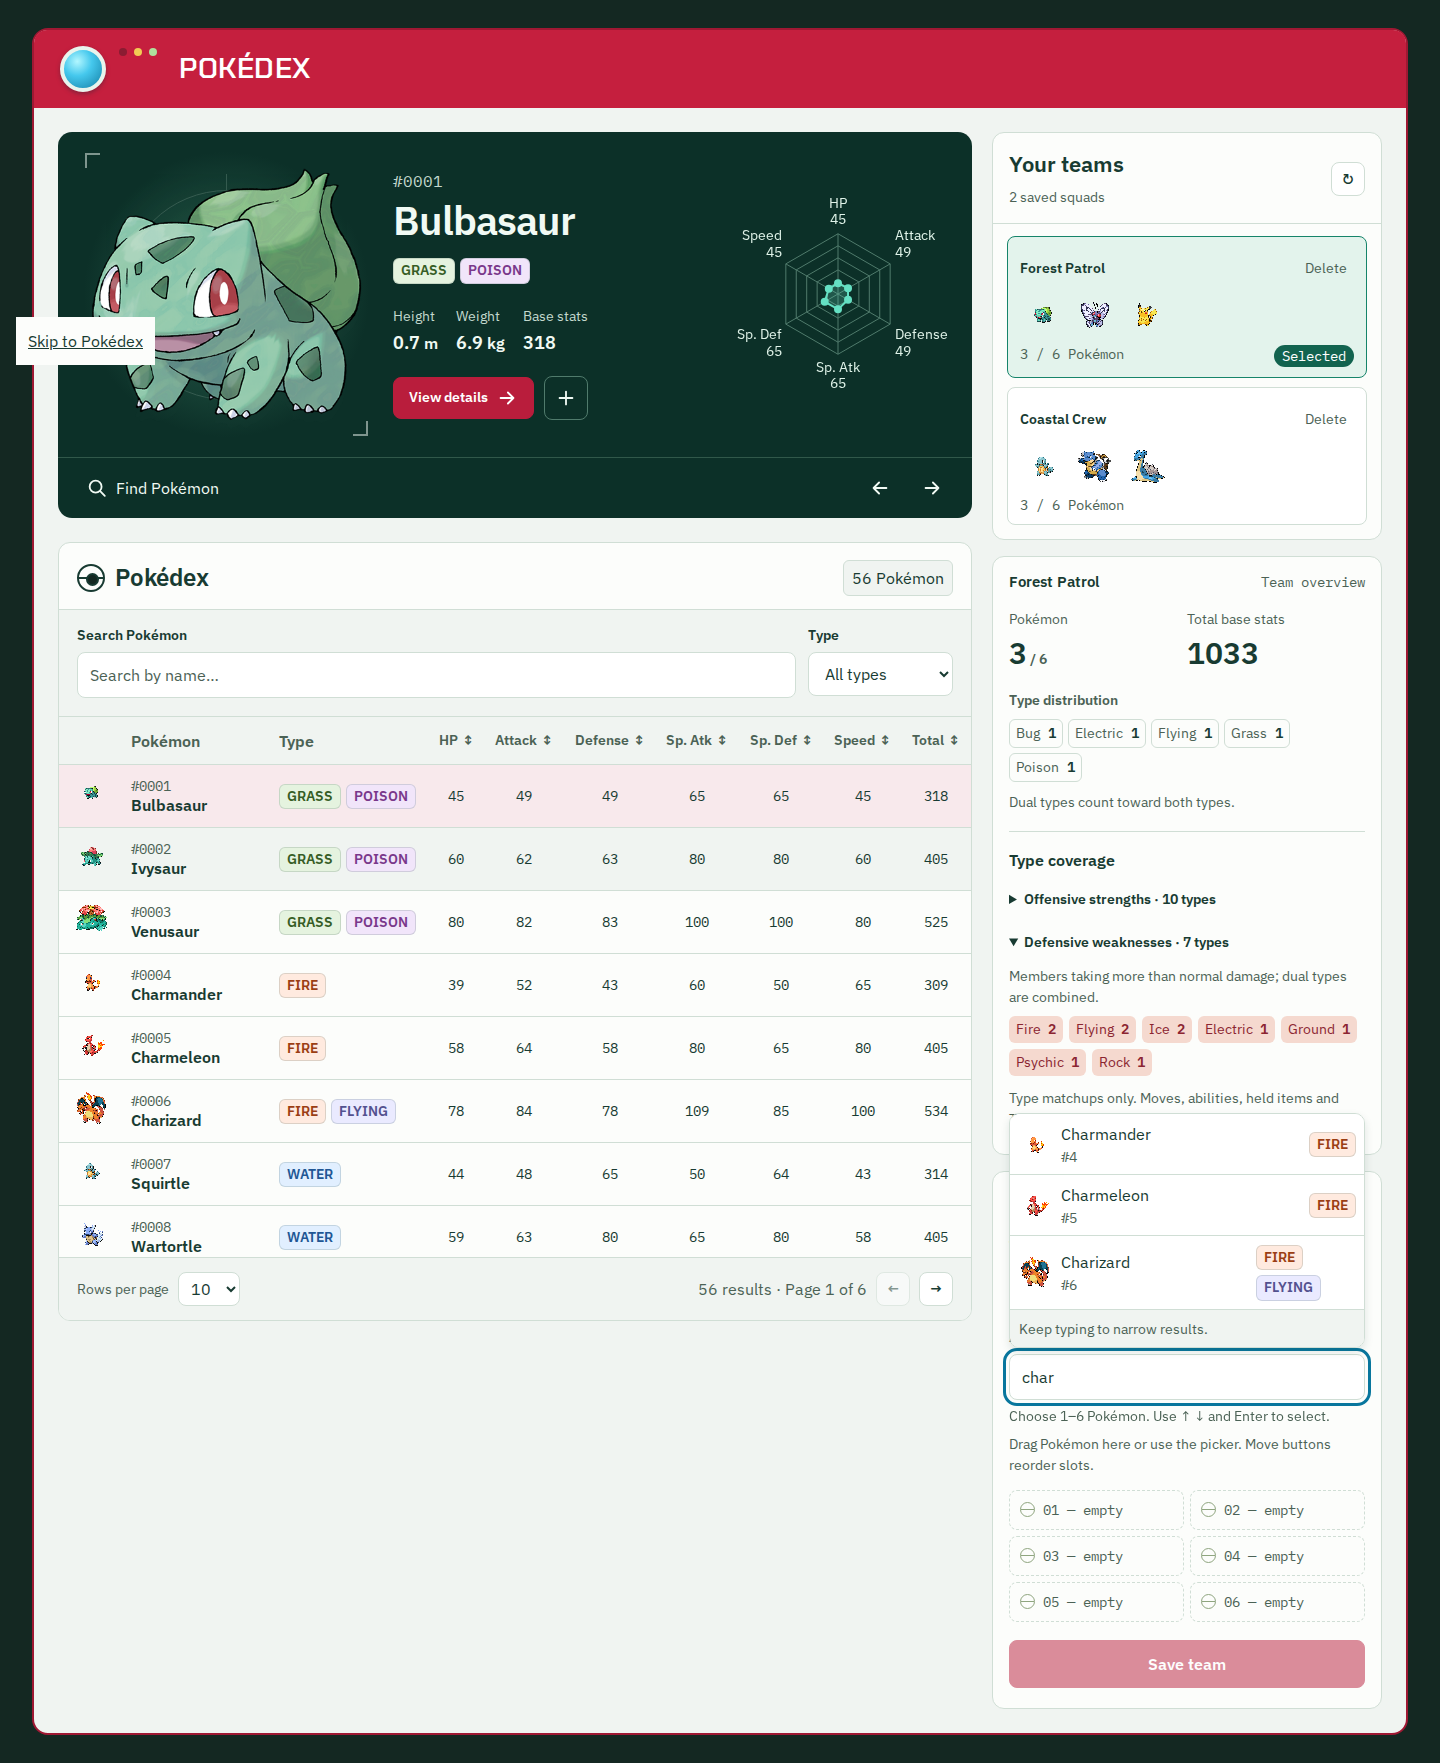 POKÉDEX
#0001
Bulbasaur
GRASS POISON
Height Weight Base stats
0.7 m 6.9 kg 318
View details →
+
Skip to Pokédex
HP
45
Speed
45
Attack
49
Sp. Def
65
Defense
49
Sp. Atk
65
Find Pokémon ← →
Pokédex 56 Pokémon
Search Pokémon Type
Search by name... All types
Pokémon Type HP ↕ Attack ↕ Defense ↕ Sp. Atk ↕ Sp. Def ↕ Speed ↕ Total ↕
#0001
Bulbasaur GRASS POISON 45 49 49 65 65 45 318
#0002
Ivysaur GRASS POISON 60 62 63 80 80 60 405
#0003
Venusaur GRASS POISON 80 82 83 100 100 80 525
#0004
Charmander FIRE 39 52 43 60 50 65 309
#0005
Charmeleon FIRE 58 64 58 80 65 80 405
#0006
Charizard FIRE FLYING 78 84 78 109 85 100 534
#0007
Squirtle WATER 44 48 65 50 64 43 314
#0008
Wartortle WATER 59 63 80 65 80 58 405
Rows per page 10 56 results · Page 1 of 6 ← →
Your teams
2 saved squads ↻
Forest Patrol Delete
3 / 6 Pokémon Selected
Coastal Crew Delete
3 / 6 Pokémon
Forest Patrol Team overview
Pokémon Total base stats
3 / 6 1033
Type distribution
Bug 1 Electric 1 Flying 1 Grass 1
Poison 1
Dual types count toward both types.
Type coverage
▶ Offensive strengths · 10 types
▼ Defensive weaknesses · 7 types
Members taking more than normal damage; dual types
are combined.
Fire 2 Flying 2 Ice 2 Electric 1 Ground 1
Psychic 1 Rock 1
Type matchups only. Moves, abilities, held items and
Charmander FIRE
#4
Charmeleon FIRE
#5
Charizard FIRE
#6 FLYING
Keep typing to narrow results.
char
Choose 1–6 Pokémon. Use ↑ ↓ and Enter to select.
Drag Pokémon here or use the picker. Move buttons
reorder slots.
01 — empty 02 — empty
03 — empty 04 — empty
05 — empty 06 — empty
Save team